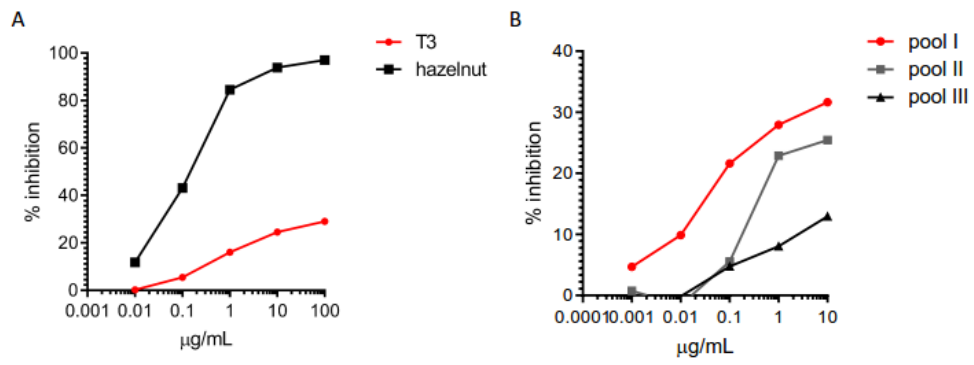 A
T3
hazelnut
100
80
60
40
20
0
% inhibition
0.001 0.01 0.1 1 10 100
µg/mL
B
pool I
pool II
pool III
40
30
20
10
0
% inhibition
0.0001 0.001 0.01 0.1 1 10
µg/mL